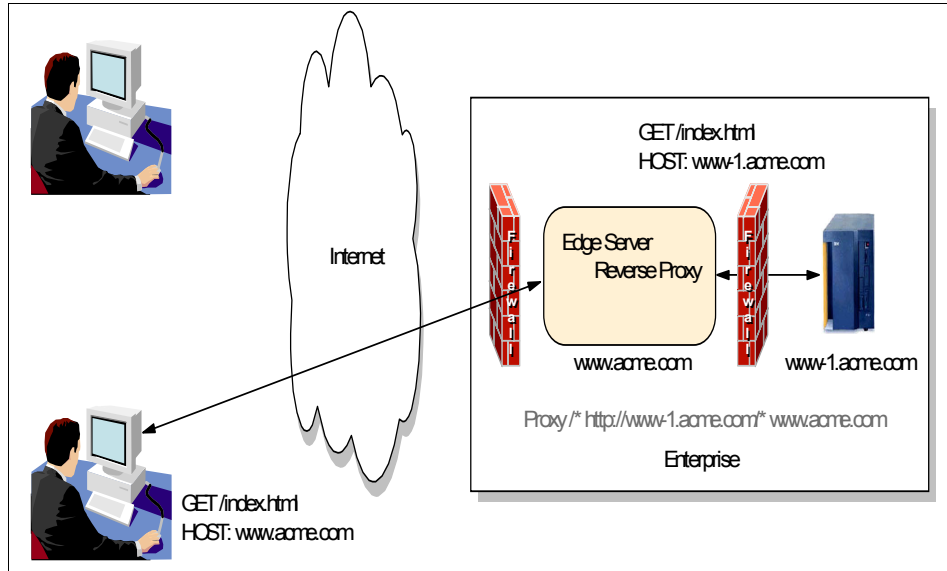 GET /index.html
HOST: www-1.acme.com
Firewall
Edge Server
Reverse Proxy
Firewall
Internet
www.acme.com
www-1.acme.com
Proxy /* http://www-1.acme.com/* www.acme.com
Enterprise
GET /index.html
HOST: www.acme.com